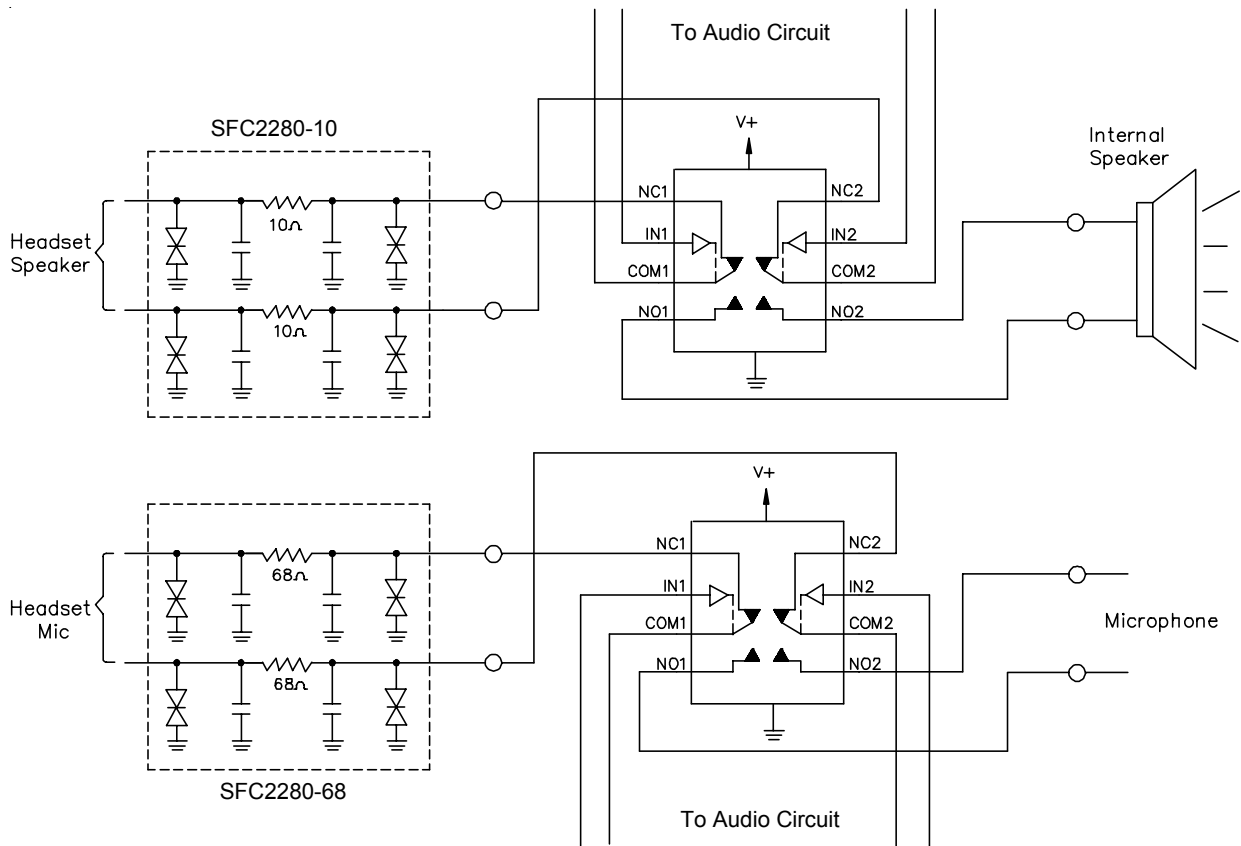 To Audio Circuit
SFC2280-10
V+
Internal
Speaker
NC1
NC2
10Ω
IN1
IN2
Headset
Speaker
COM1
COM2
NO1
NO2
10Ω
V+
NC1
NC2
68Ω
IN1
IN2
Headset
Mic
COM1
COM2
Microphone
NO1
NO2
68Ω
SFC2280-68
To Audio Circuit